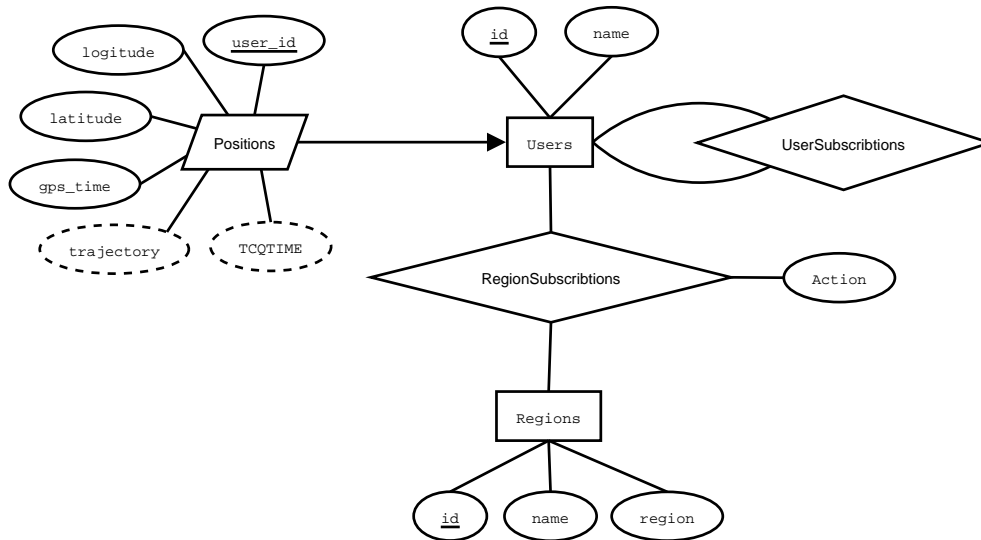 user_id
logitude
latitude
gps_time
trajectory
TCQTIME
Positions
id
name
Users
UserSubscribtions
RegionSubscribtions
Action
Regions
id
name
region